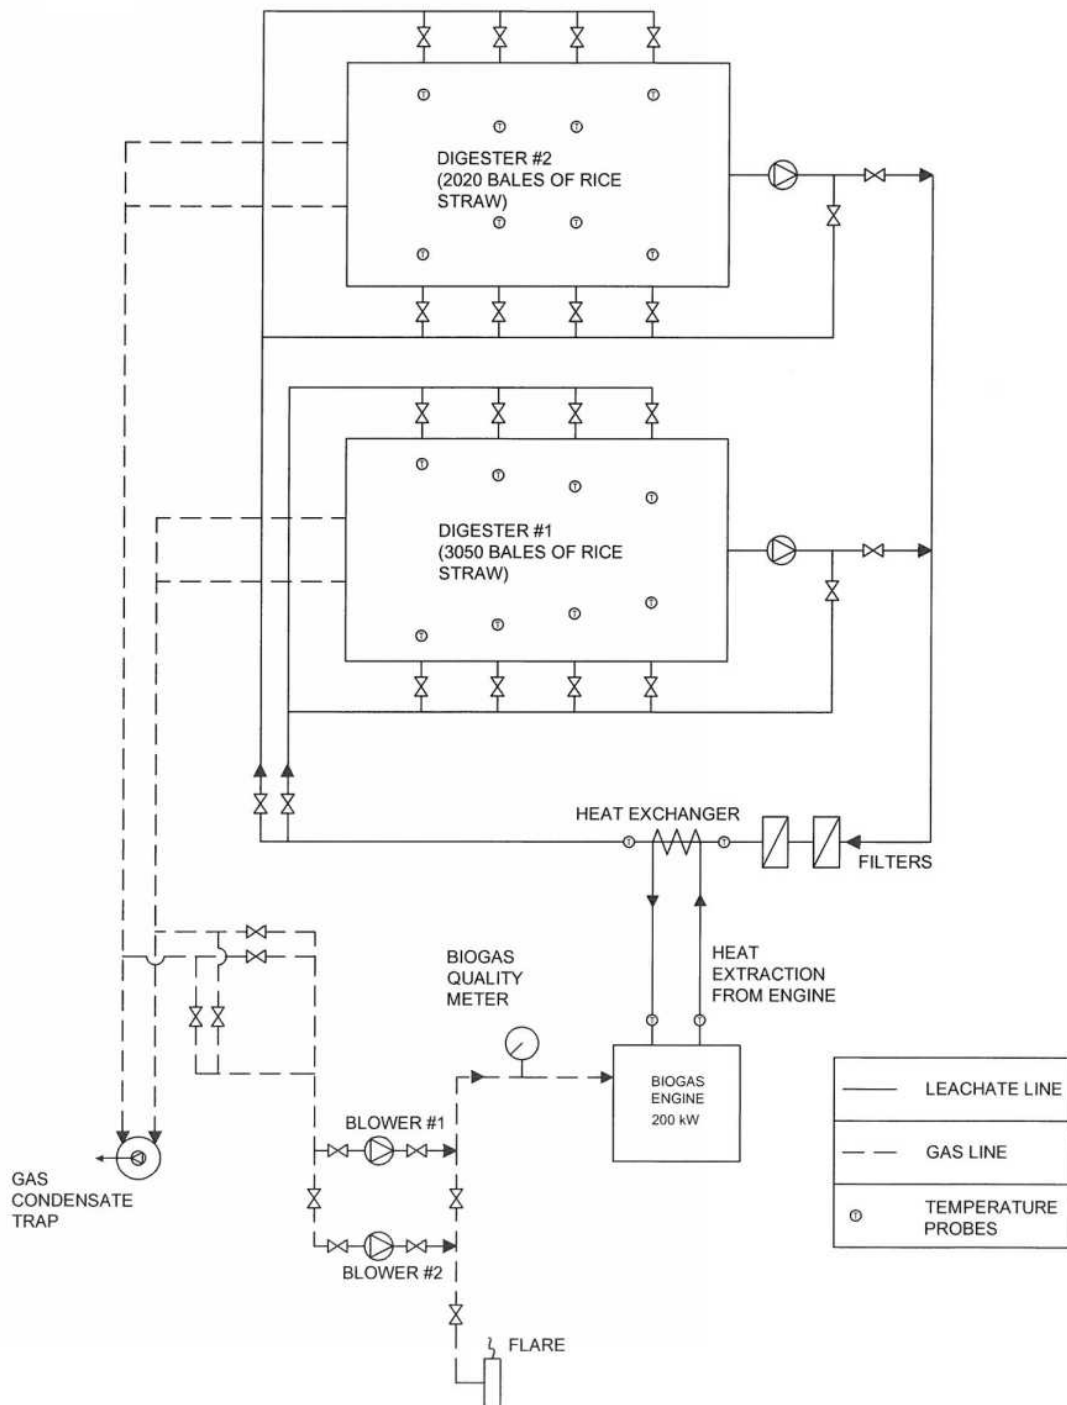 DIGESTER #2
(2020 BALES OF RICE
STRAW)
DIGESTER #1
(3050 BALES OF RICE
STRAW)
HEAT EXCHANGER
FILTERS
BIOGAS
QUALITY
METER
HEAT
EXTRACTION
FROM ENGINE
BIOGAS
ENGINE
200 kW
BLOWER #1
BLOWER #2
GAS
CONDENSATE
TRAP
FLARE
LEACHATE LINE
GAS LINE
T
TEMPERATURE
PROBES